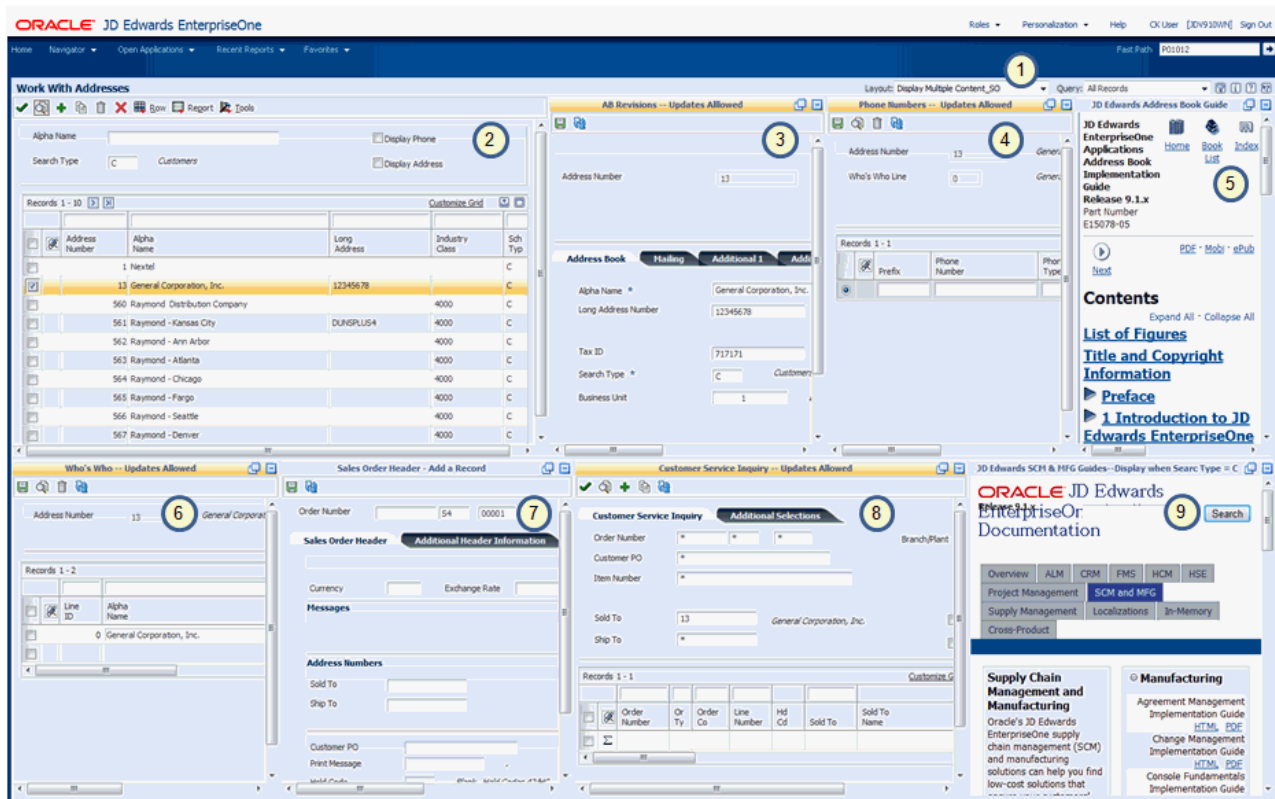 ORACLE JD Edwards EnterpriseOne
Roles Personalization Help CK User [JDV910WN] Sign Out
Home Navigator Open Applications Recent Reports Favorites Fast Path P01012
Work With Addresses
Layout: Display Multiple Content_SO Query: All Records
1
Row Report Tools
Alpha Name
Display Phone
Search Type C Customers
Display Address
2
Records 1 - 10 Customize Grid
Address Number Alpha Name Long Address Industry Class Sch Typ
1 Nextel C
13 General Corporation, Inc. 12345678 C
560 Raymond Distribution Company 4000 C
561 Raymond - Kansas City DUNSPLUS4 4000 C
562 Raymond - Ann Arbor 4000 C
563 Raymond - Atlanta 4000 C
564 Raymond - Chicago 4000 C
565 Raymond - Fargo 4000 C
566 Raymond - Seattle 4000 C
567 Raymond - Denver 4000 C
AB Revisions -- Updates Alllowed
3
Address Number 13
Address Book Mailing Additional 1 Addi
Alpha Name * General Corporation, Inc.
Long Address Number 12345678
Tax ID 717171
Search Type * C Customers
Business Unit 1
Phone Numbers -- Updates Allowed
4
Address Number 13 Genera
Who's Who Line 0 Genera
Records 1 - 1
Prefix Phone Number Phon Type
JD Edwards Address Book Guide
JD Edwards
EnterpriseOne
Applications
Address Book
Implementation
Guide
Release 9.1.x
Part Number
E15078-05
Home Book List Index
5
Next
PDF · Mobi · ePub
Contents
Expand All · Collapse All
List of Figures
Title and Copyright
Information
Preface
1 Introduction to JD
Edwards EnterpriseOne
Who's Who -- Updates Allowed
6
Address Number 13 General Corporat
Records 1 - 2
Line ID Alpha Name
0 General Corporation, Inc.
Sales Order Header - Add a Record
7
Order Number S4 00001
Sales Order Header Additional Header Information
Currency Exchange Rate
Messages
Address Numbers
Sold To
Ship To
Customer PO
Print Message .
Hold Code
Customer Service Inquiry -- Updates Allowed
8
Customer Service Inquiry Additional Selections
Order Number * * * Branch/Plant
Customer PO *
Item Number *
Sold To 13 General Corporation, Inc.
Ship To *
Records 1 - 1 Customize G
Order Number Or Ty Order Co Line Number Hd Cd Sold To Sold To Name
Σ
JD Edwards SCM & MFG Guides--Display when Searc Type = C
ORACLE JD Edwards
Release 9.1.x
EnterpriseOr
Documentation
9
Search
Overview ALM CRM FMS HCM HSE
Project Management SCM and MFG
Supply Management Localizations In-Memory
Cross-Product
Supply Chain
Management and
Manufacturing
Oracle's JD Edwards
EnterpriseOne supply
chain management (SCM)
and manufacturing
solutions can help you find
low-cost solutions that
Manufacturing
Agreement Management
Implementation Guide
HTML PDF
Change Management
Implementation Guide
HTML PDF
Console Fundamentals
Implementation Guide